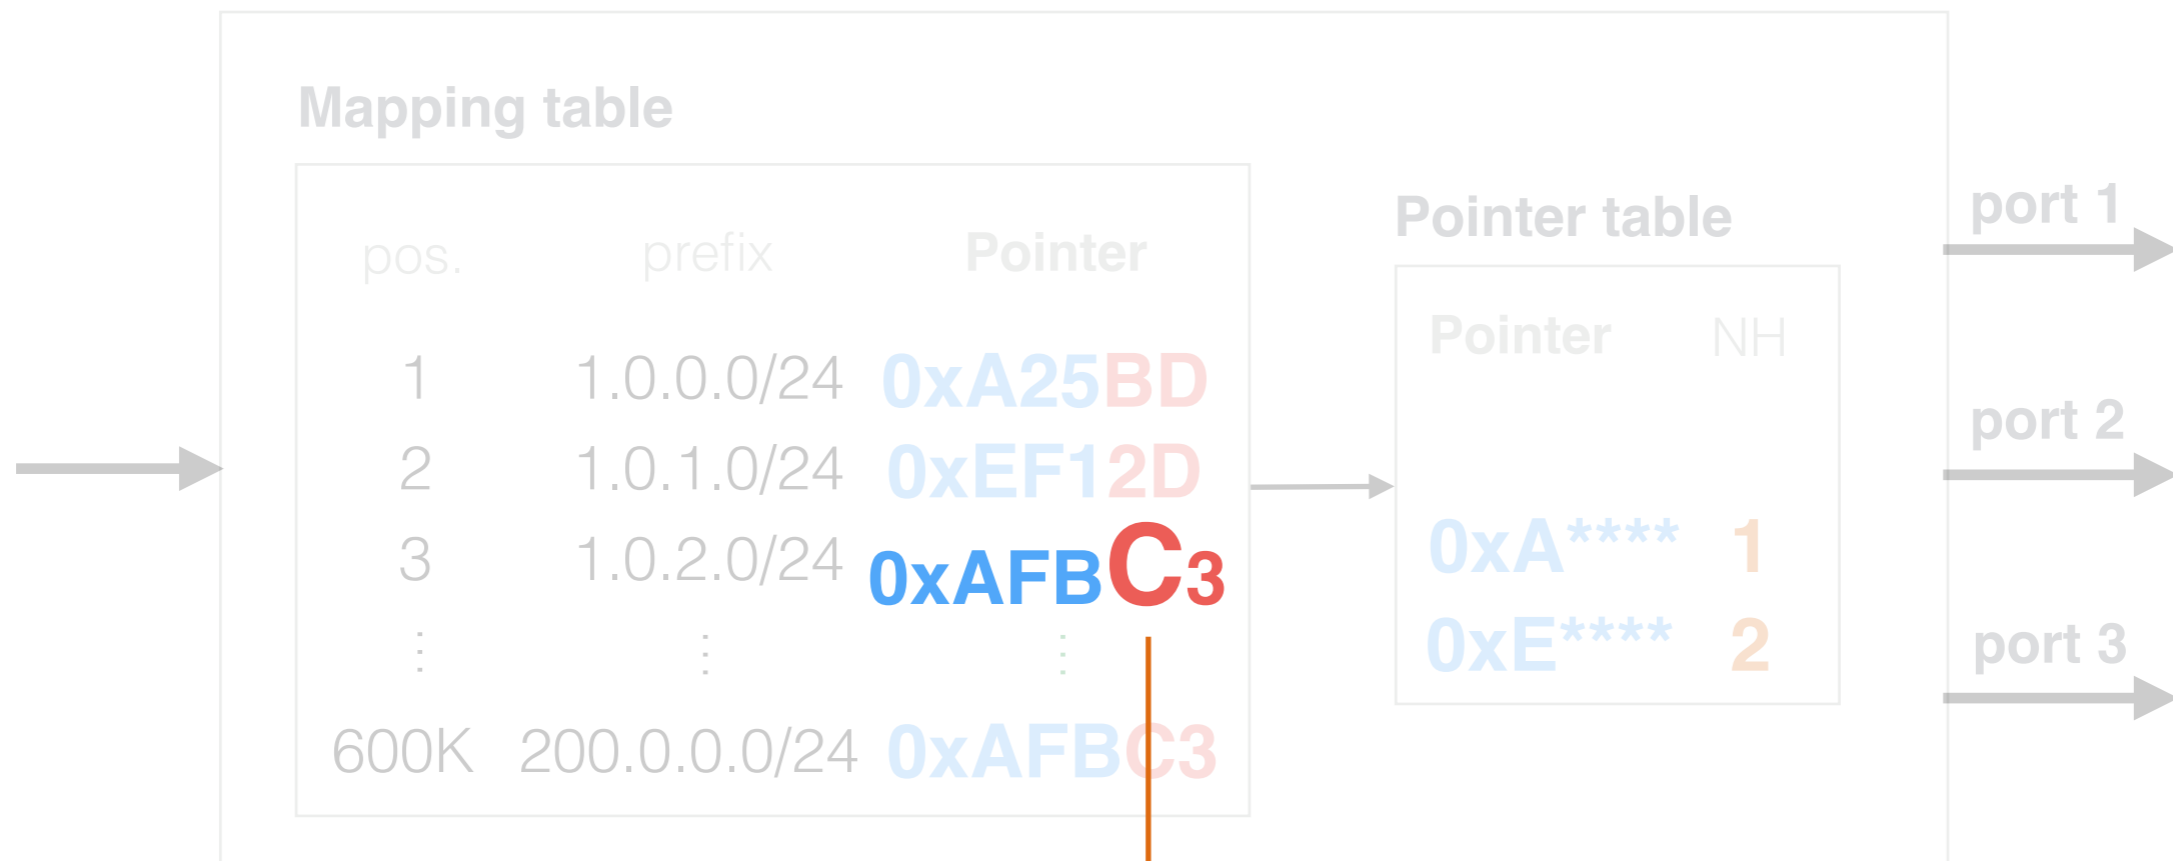 Mapping table
pos. prefix Pointer
1 1.0.0.0/24 0xA25BD
2 1.0.1.0/24 0xEF12D
3 1.0.2.0/24 0xAFBC3
⋮ ⋮ ⋮
600K 200.0.0.0/24 0xAFBC3
Pointer table
Pointer NH
0xA**** 1
0xE**** 2
port 1
port 2
port 3